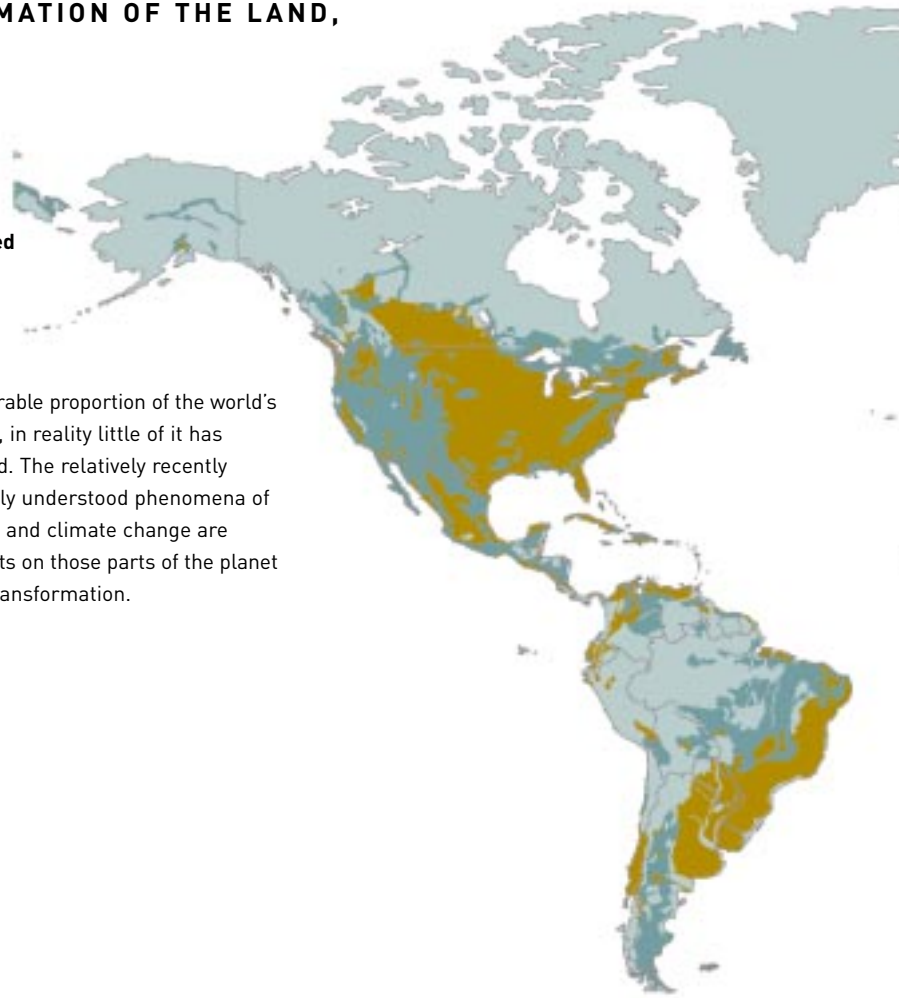 MATION OF THE LAND,
ed
rable proportion of the world's
, in reality little of it has
d. The relatively recently
ly understood phenomena of
and climate change are
ts on those parts of the planet
ransformation.